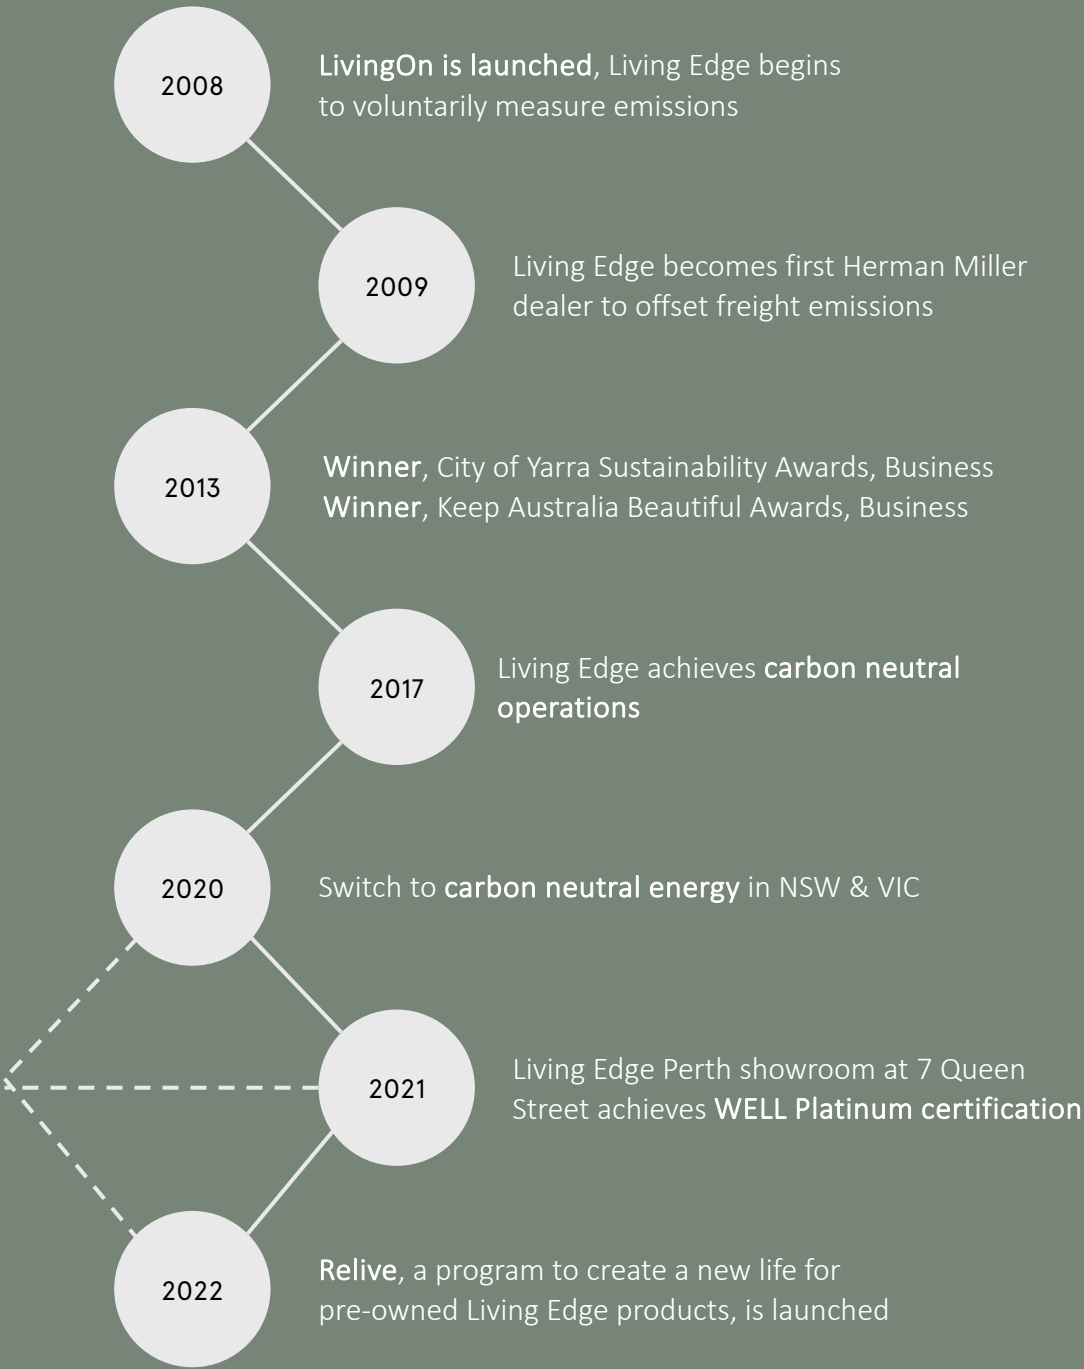 2008
LivingOn is launched, Living Edge begins
to voluntarily measure emissions
2009
Living Edge becomes first Herman Miller
dealer to offset freight emissions
2013
Winner, City of Yarra Sustainability Awards, Business
Winner, Keep Australia Beautiful Awards, Business
2017
Living Edge achieves carbon neutral
operations
2020
Switch to carbon neutral energy in NSW & VIC
2021
Living Edge Perth showroom at 7 Queen
Street achieves WELL Platinum certification
2022
Relive, a program to create a new life for
pre-owned Living Edge products, is launched